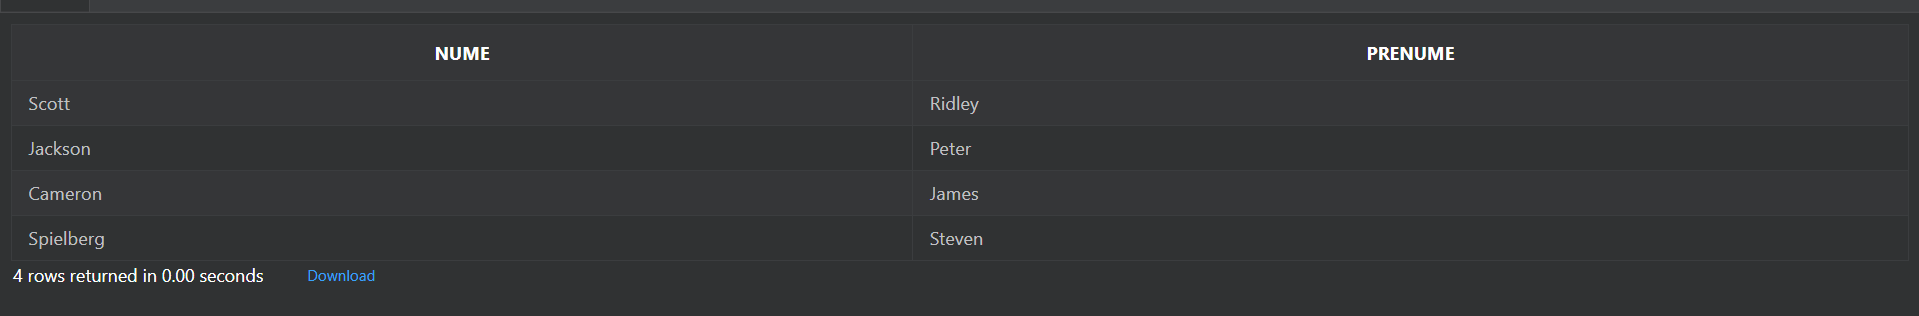 NUME PRENUME
Scott Ridley
Jackson Peter
Cameron James
Spielberg Steven
4 rows returned in 0.00 seconds Download